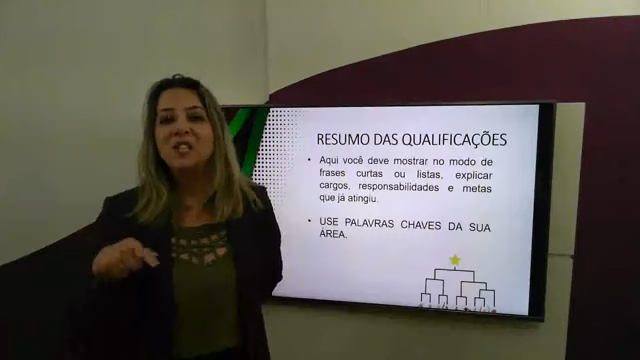 RESUMO DAS QUALIFICAÇÕES
• Aqui você deve mostrar no modo de
frases curtas ou listas, explicar
cargos, responsabilidades e metas
que já atingiu.
• USE PALAVRAS CHAVES DA SUA
ÁREA.